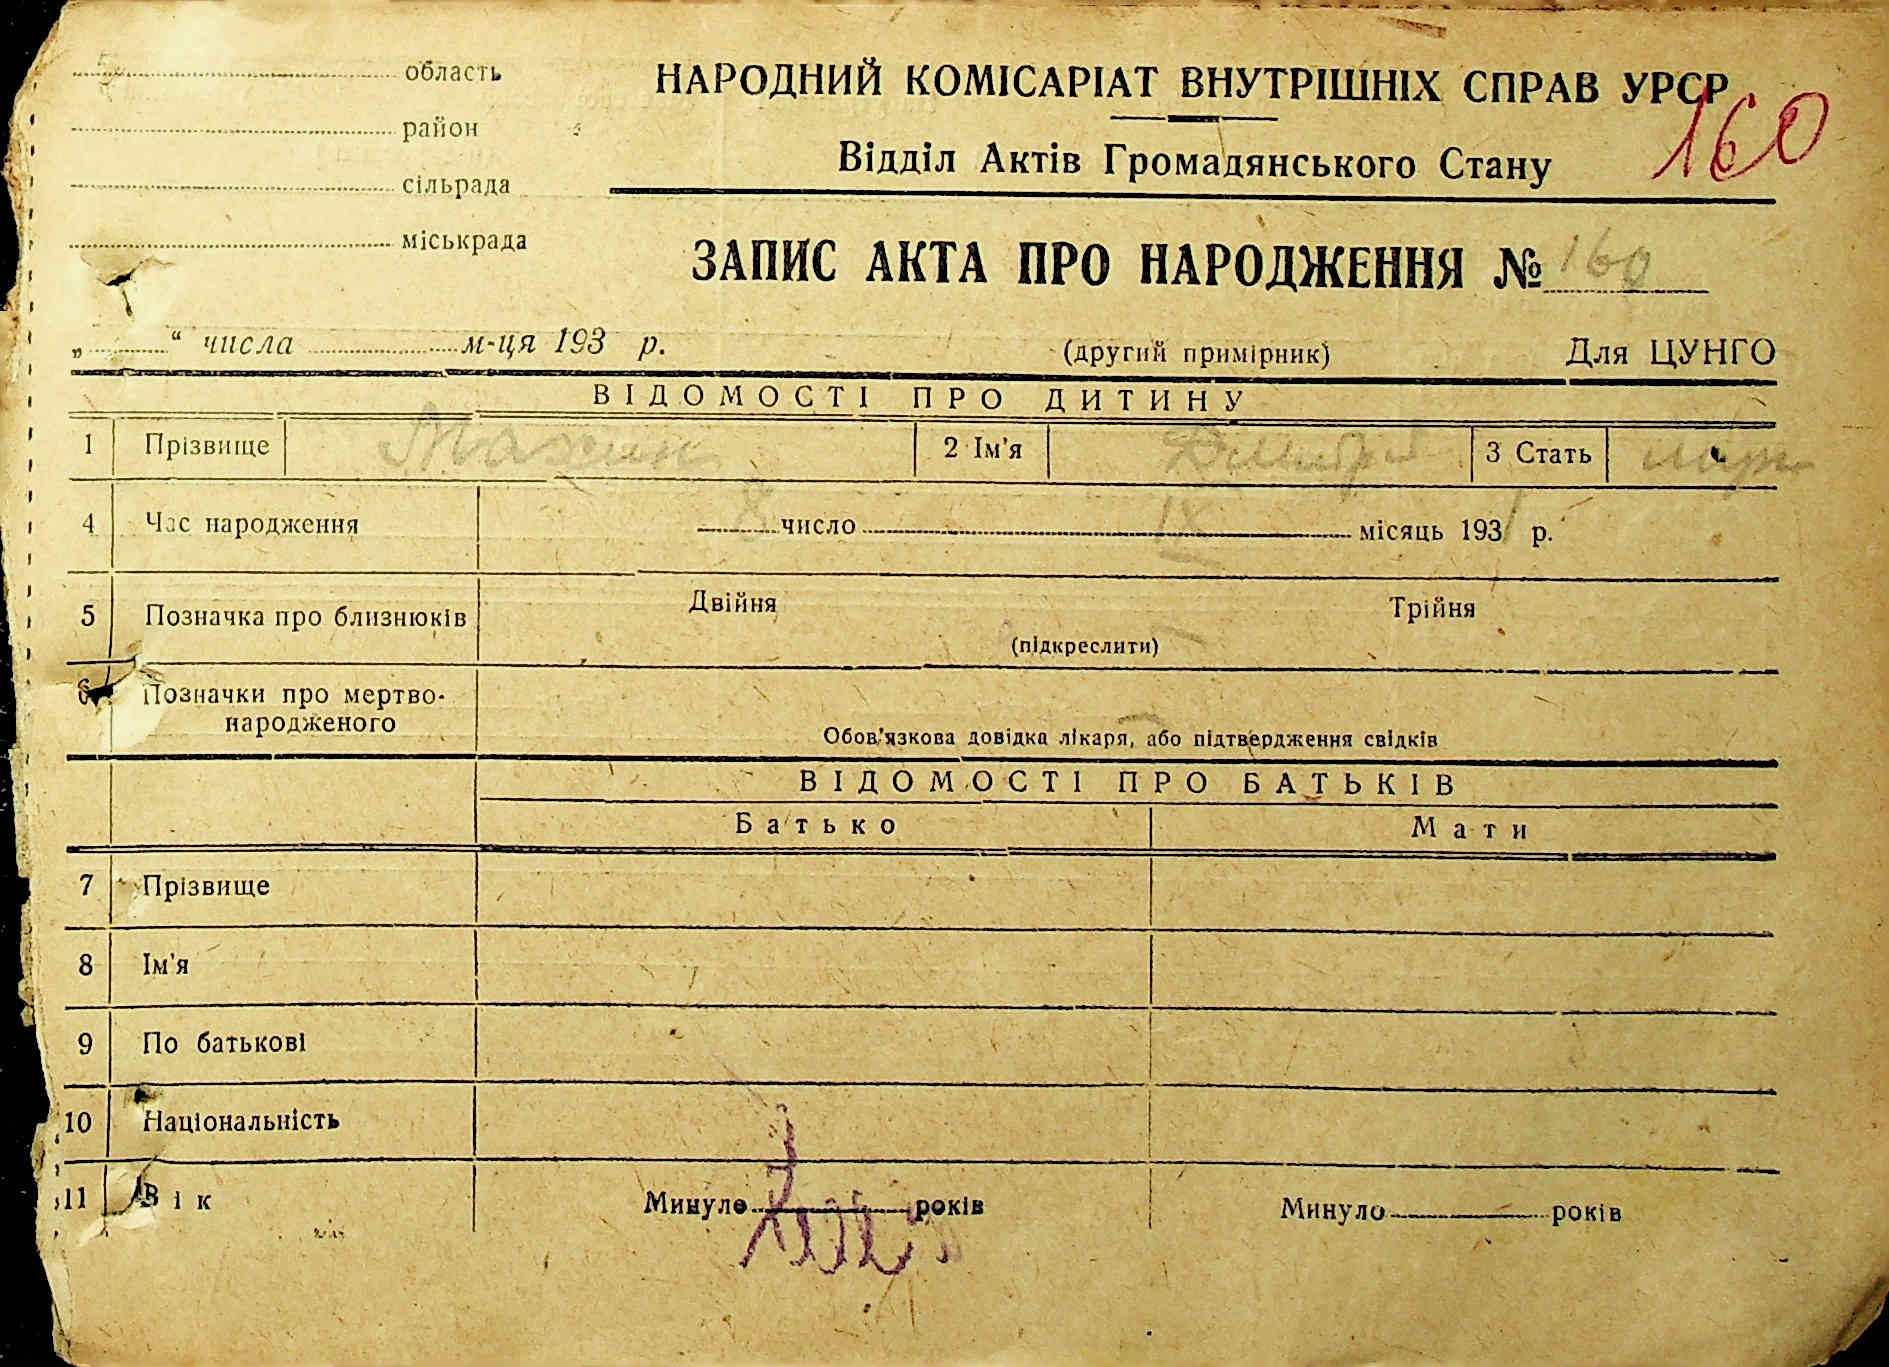 область
район
сільрада
міськрада
НАРОДНИЙ КОМІСАРІАТ ВНУТРІШНІХ СПРАВ УРСР
160
Відділ Актів Громадянського Стану
ЗАПИС АКТА ПРО НАРОДЖЕННЯ № 160
„ “ числа м-ця 193 р.
(другий примірник)
Для ЦУНГО
ВІДОМОСТІ ПРО ДИТИНУ
1 Прізвище 2 Ім'я 3 Стать
4 Час народження 8 число IX місяць 193 р.
5 Позначка про близнюків Двійня Трійня
(підкреслити)
6 Позначки про мертво-
народженого
Обов'язкова довідка лікаря, або підтвердження свідків
ВІДОМОСТІ ПРО БАТЬКІВ
Батько Мати
7 Прізвище
8 Ім'я
9 По батькові
10 Національність
11 Вік Минуло років Минуло років